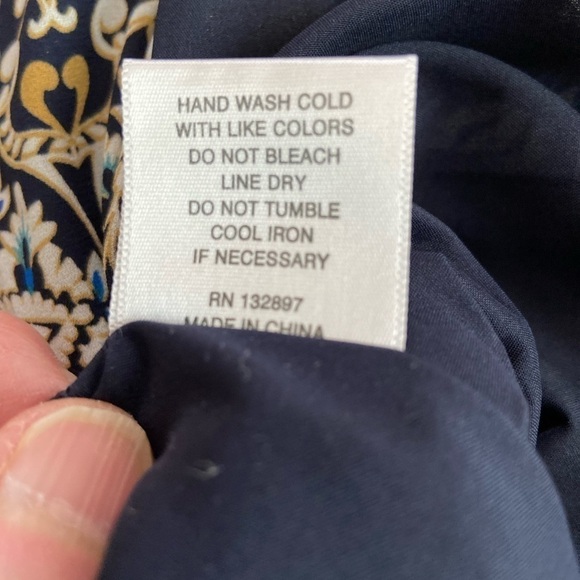 HAND WASH COLD
WITH LIKE COLORS
DO NOT BLEACH
LINE DRY
DO NOT TUMBLE
COOL IRON
IF NECESSARY
RN 132897
MADE IN CHINA